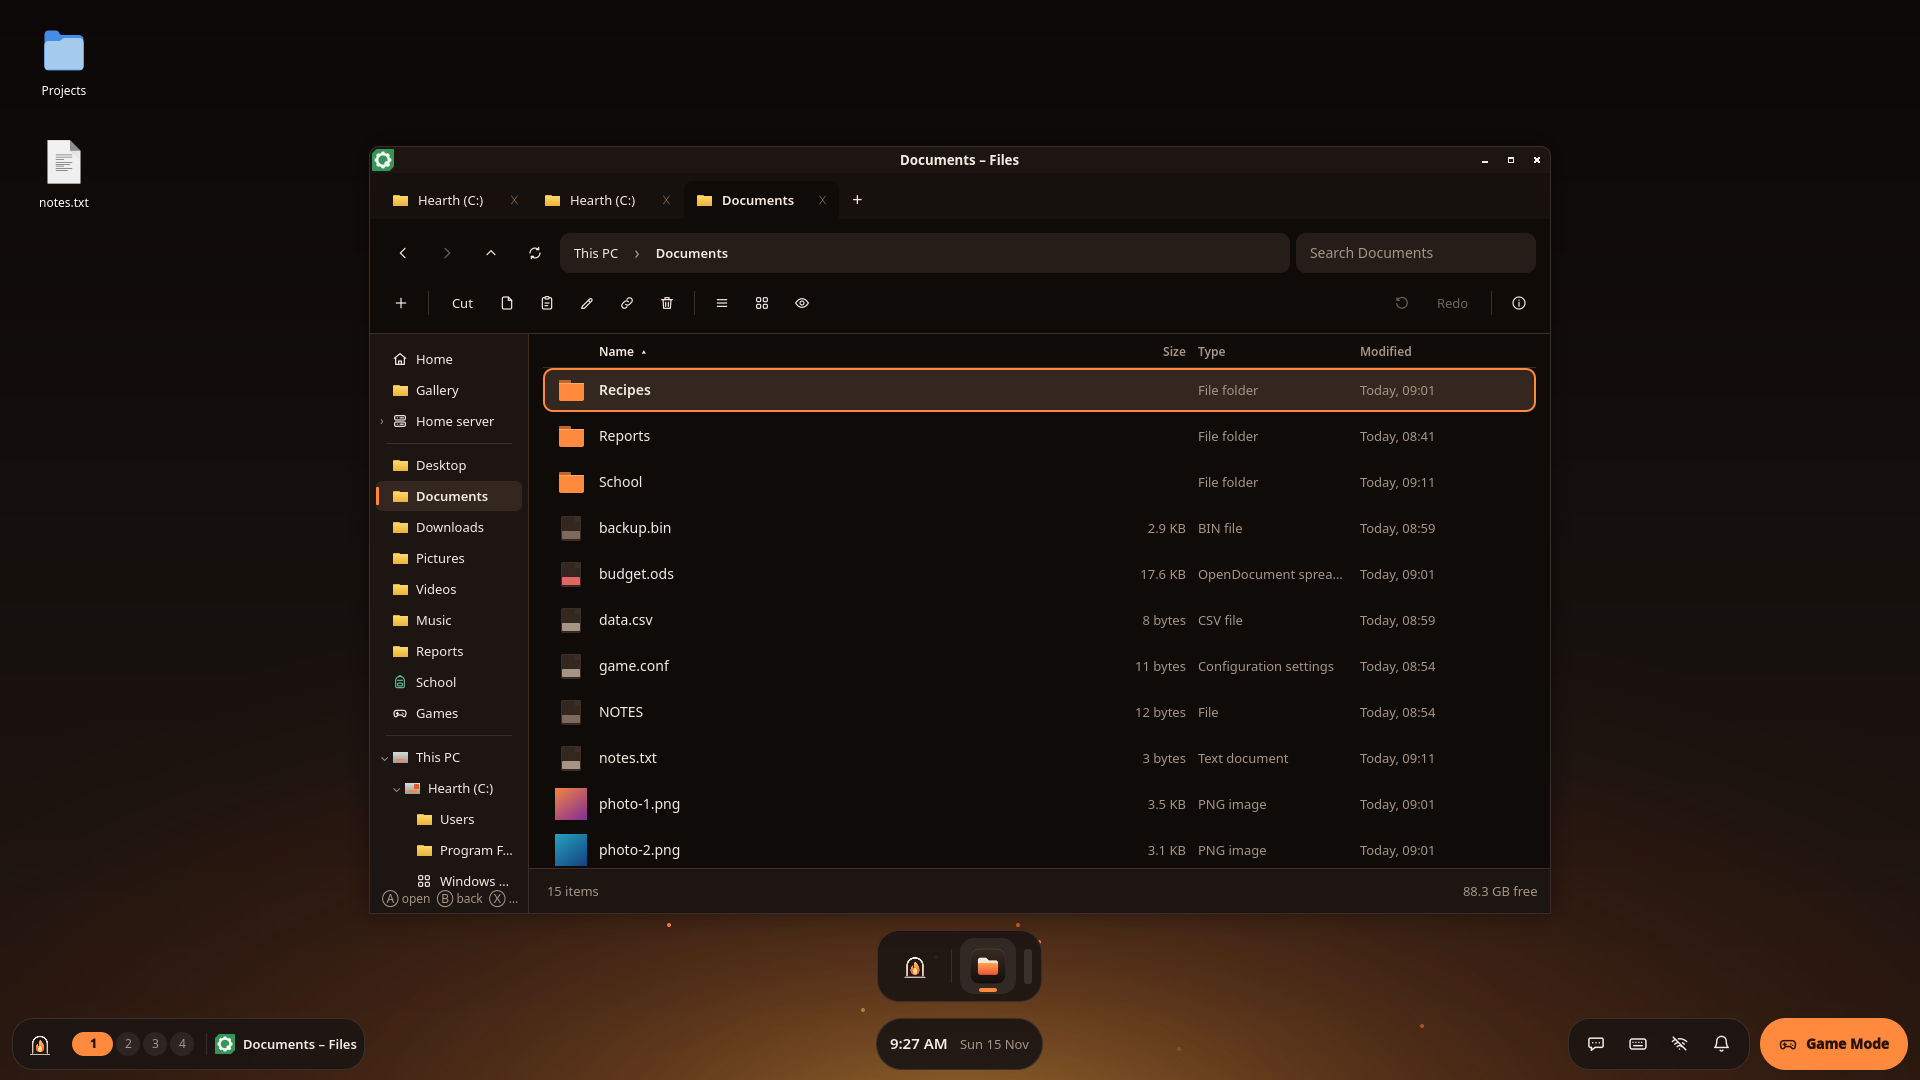 Projects
notes.txt
Documents – Files
Hearth (C:) X Hearth (C:) X Documents X +
This PC › Documents
Search Documents
Cut
Redo
Home
Gallery
Home server
Desktop
Documents
Downloads
Pictures
Videos
Music
Reports
School
Games
This PC
Hearth (C:)
Users
Program F...
Windows ...
A open B back X ...
Name Size Type Modified
Recipes File folder Today, 09:01
Reports File folder Today, 08:41
School File folder Today, 09:11
backup.bin 2.9 KB BIN file Today, 08:59
budget.ods 17.6 KB OpenDocument sprea... Today, 09:01
data.csv 8 bytes CSV file Today, 08:59
game.conf 11 bytes Configuration settings Today, 08:54
NOTES 12 bytes File Today, 08:54
notes.txt 3 bytes Text document Today, 09:11
photo-1.png 3.5 KB PNG image Today, 09:01
photo-2.png 3.1 KB PNG image Today, 09:01
15 items 88.3 GB free
1 2 3 4 Documents – Files
9:27 AM Sun 15 Nov
Game Mode